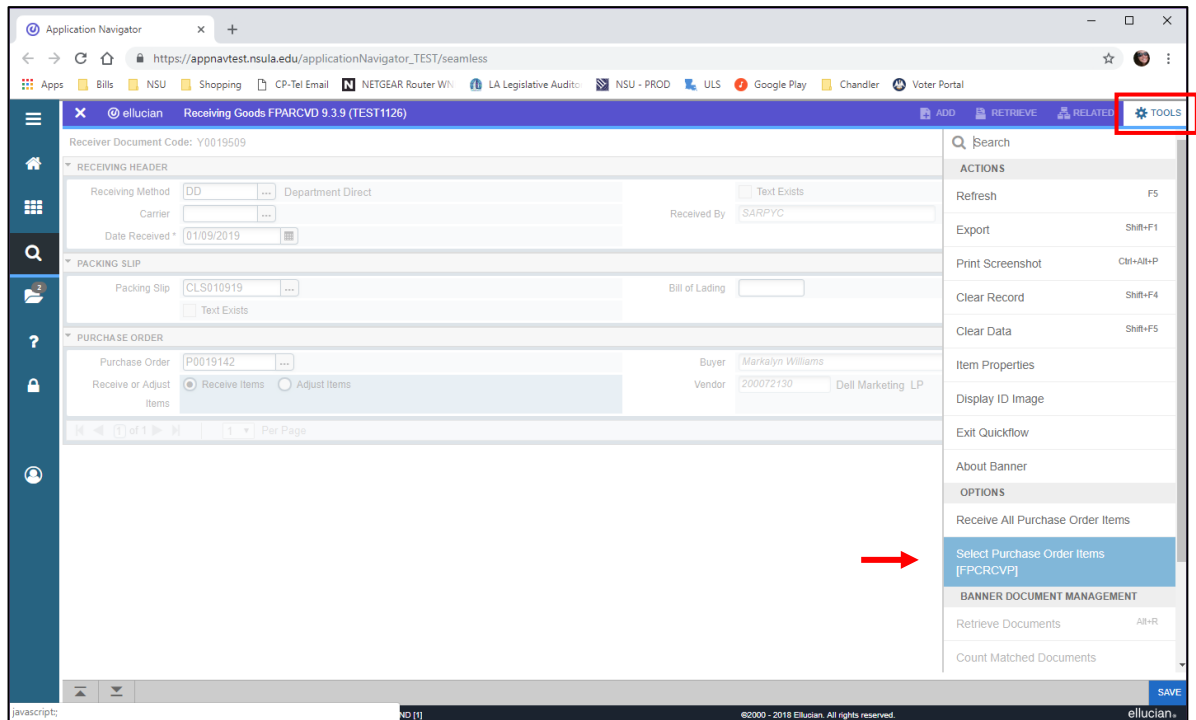 Application Navigator
https://appnavtest.nsula.edu/applicationNavigator_TEST/seamless
Apps Bills NSU Shopping CP-Tel Email NETGEAR Router WN LA Legislative Audito NSU - PROD ULS Google Play Chandler Voter Portal
ellucian Receiving Goods FPARCVD 9.3.9 (TEST1126) ADD RETRIEVE RELATED TOOLS
Receiver Document Code: Y0019509
Search
RECEIVING HEADER
ACTIONS
Receiving Method DD ... Department Direct Text Exists
Refresh F5
Carrier ... Received By SARPYC
Export Shift+F1
Date Received * 01/09/2019
PACKING SLIP
Print Screenshot Ctrl+Alt+P
2
Packing Slip CLS010919 ... Bill of Lading
Clear Record Shift+F4
Text Exists
Clear Data Shift+F5
PURCHASE ORDER
Purchase Order P0019142 ... Buyer Markalyn Williams
Item Properties
Receive or Adjust Items Receive Items Adjust Items Vendor 200072130 Dell Marketing LP
Display ID Image
1 of 1 1 Per Page
Exit Quickflow
About Banner
OPTIONS
Receive All Purchase Order Items
Select Purchase Order Items
[FPCRCVP]
BANNER DOCUMENT MANAGEMENT
Retrieve Documents Alt+R
Count Matched Documents
SAVE
javascript:; ND [1] ©2000 - 2018 Ellucian. All rights reserved. ellucian